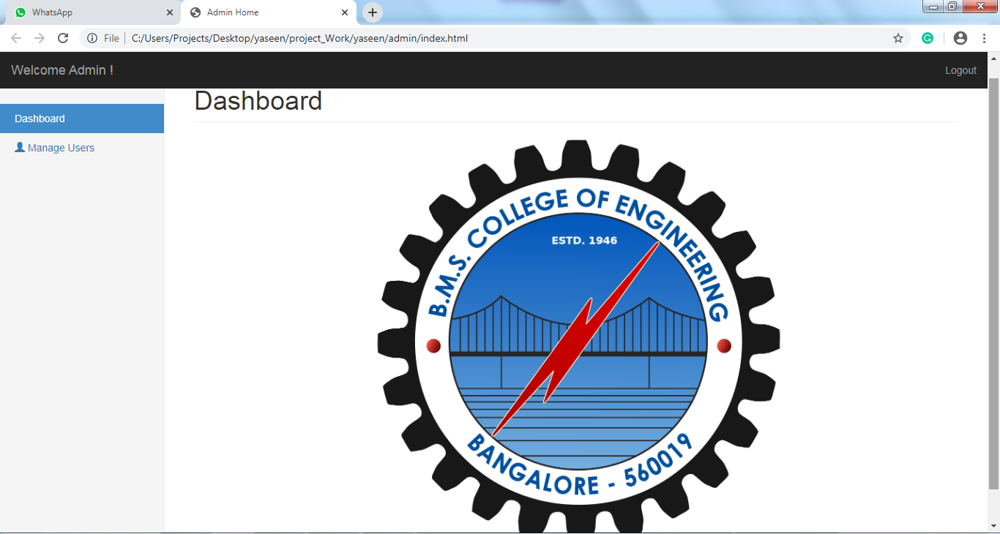 WhatsApp
Admin Home
File
C:/Users/Projects/Desktop/yaseen/project_Work/yaseen/admin/index.html
Welcome Admin !
Logout
Dashboard
Dashboard
Manage Users
B.M.S. COLLEGE OF ENGINEERING
ESTD. 1946
BANGALORE - 560019